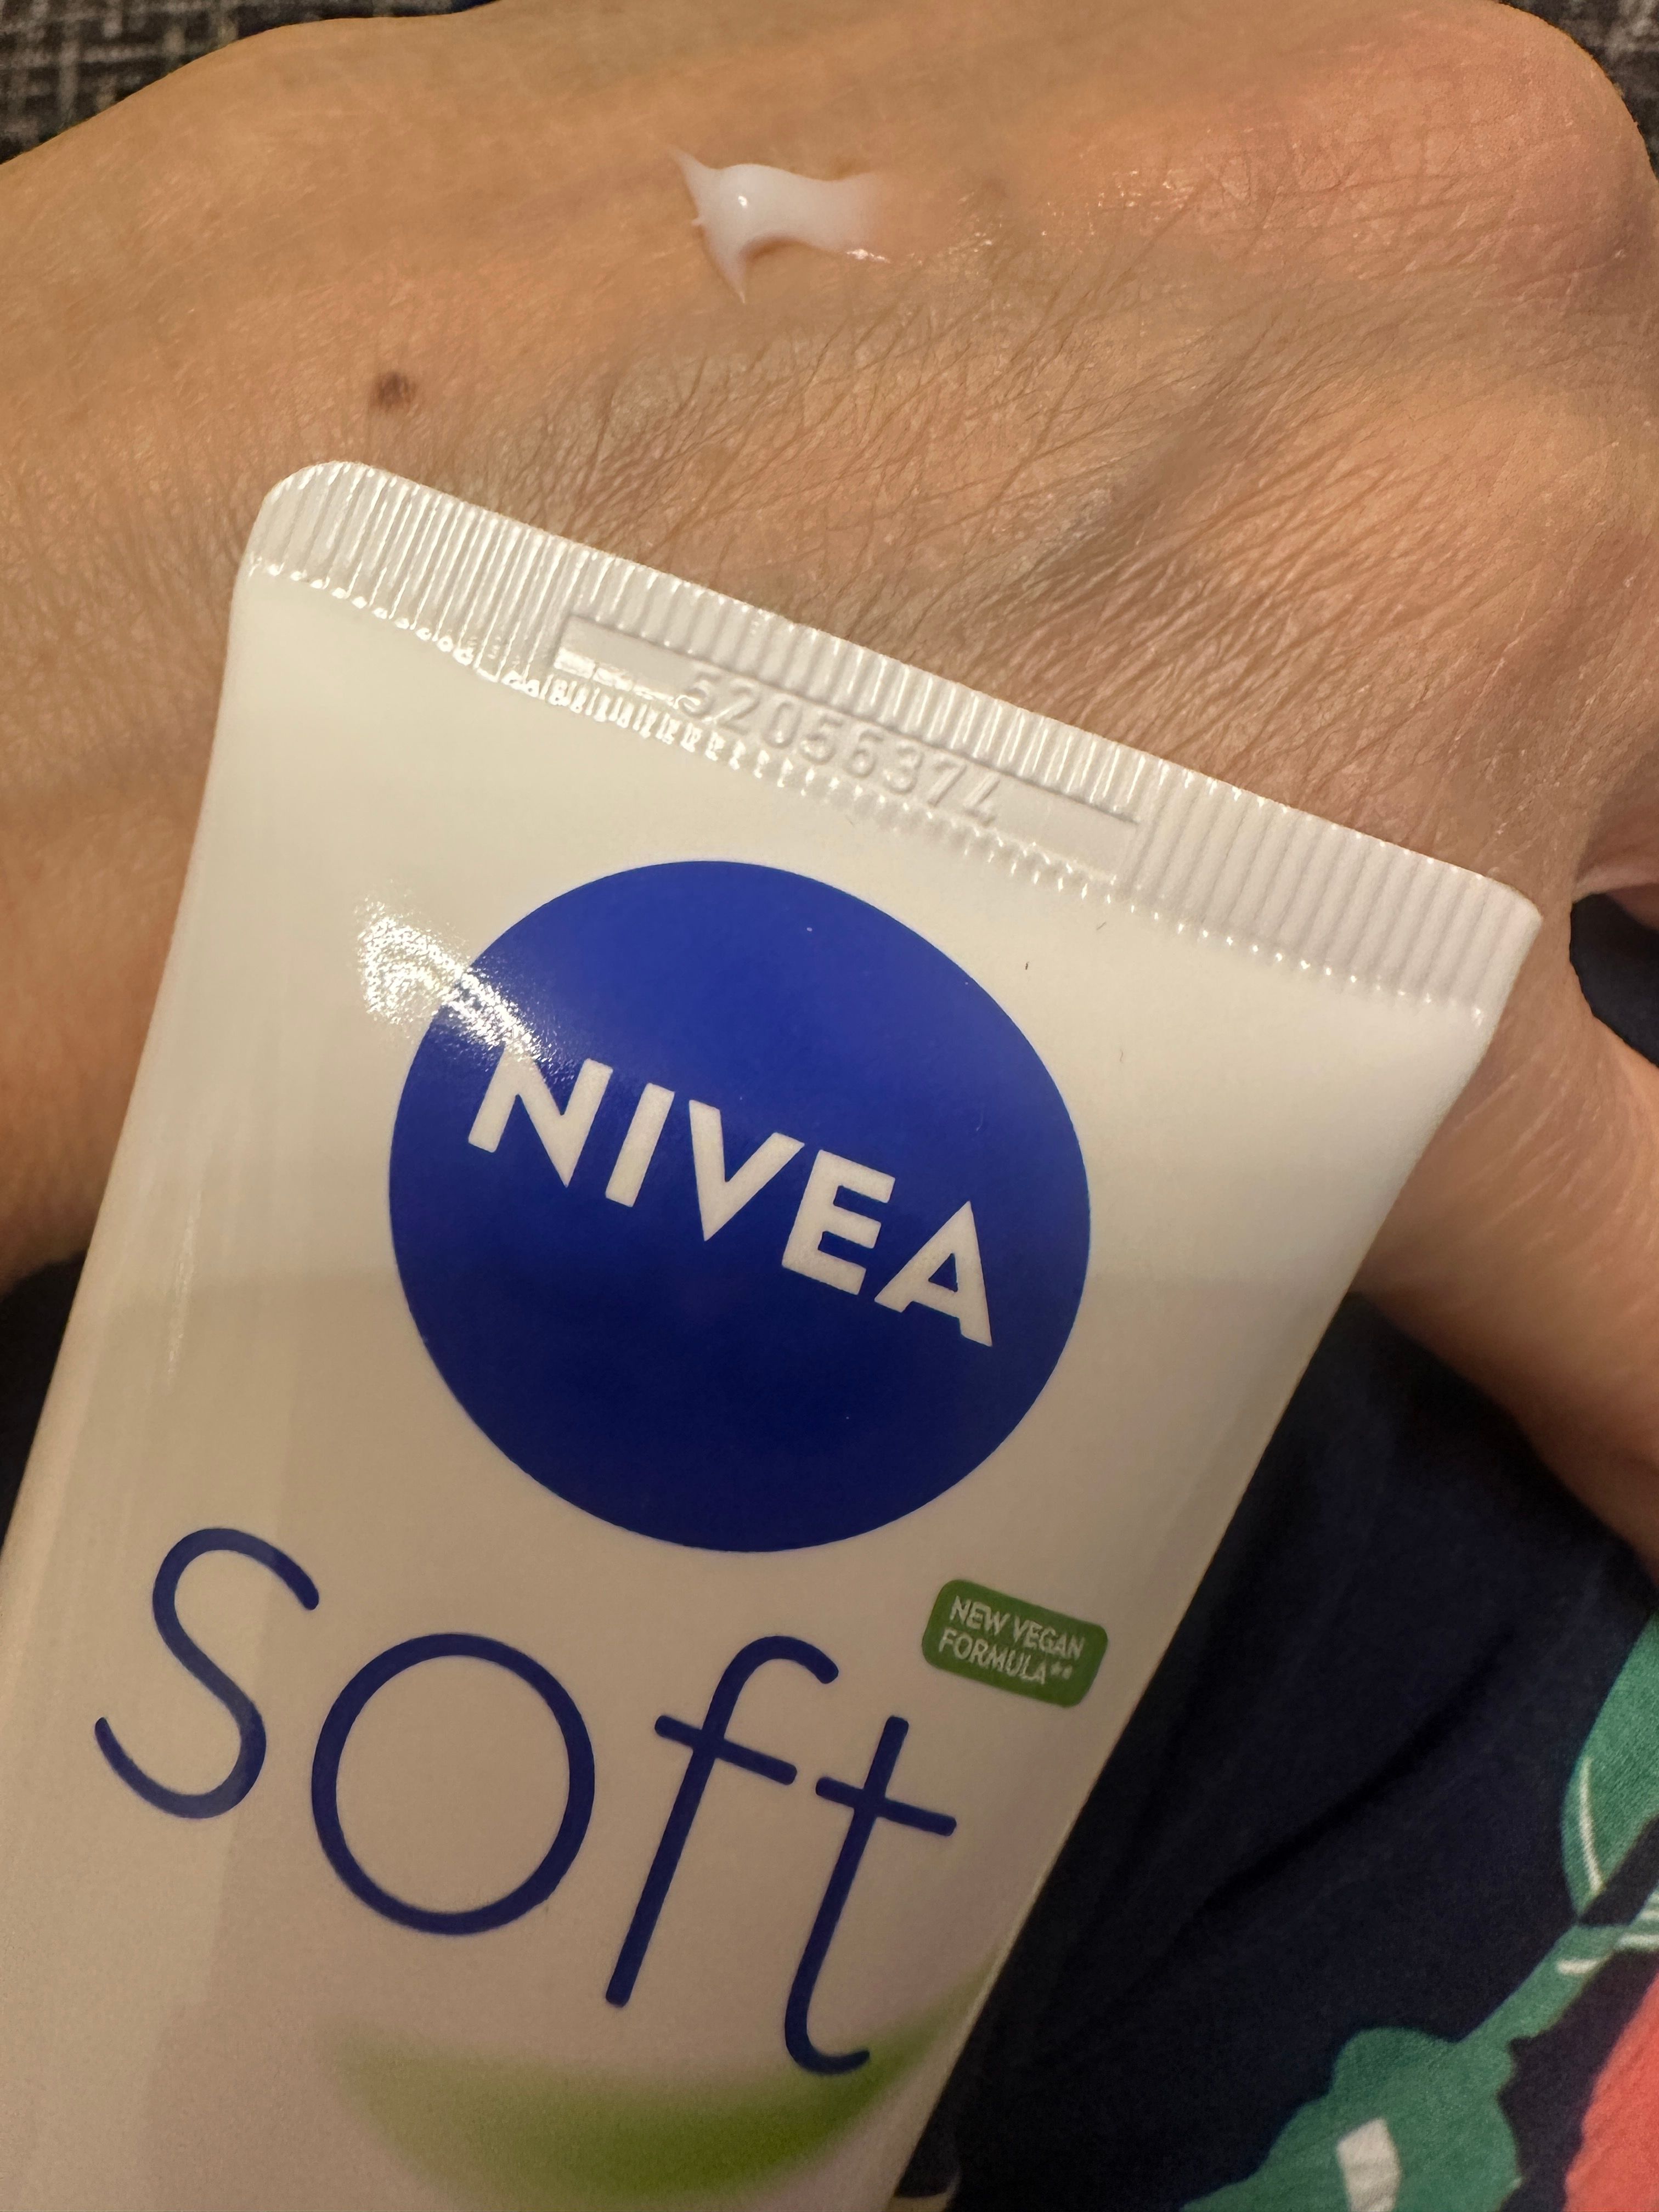 52056374
NIVEA
Soft
NEW VEGAN
FORMULA**